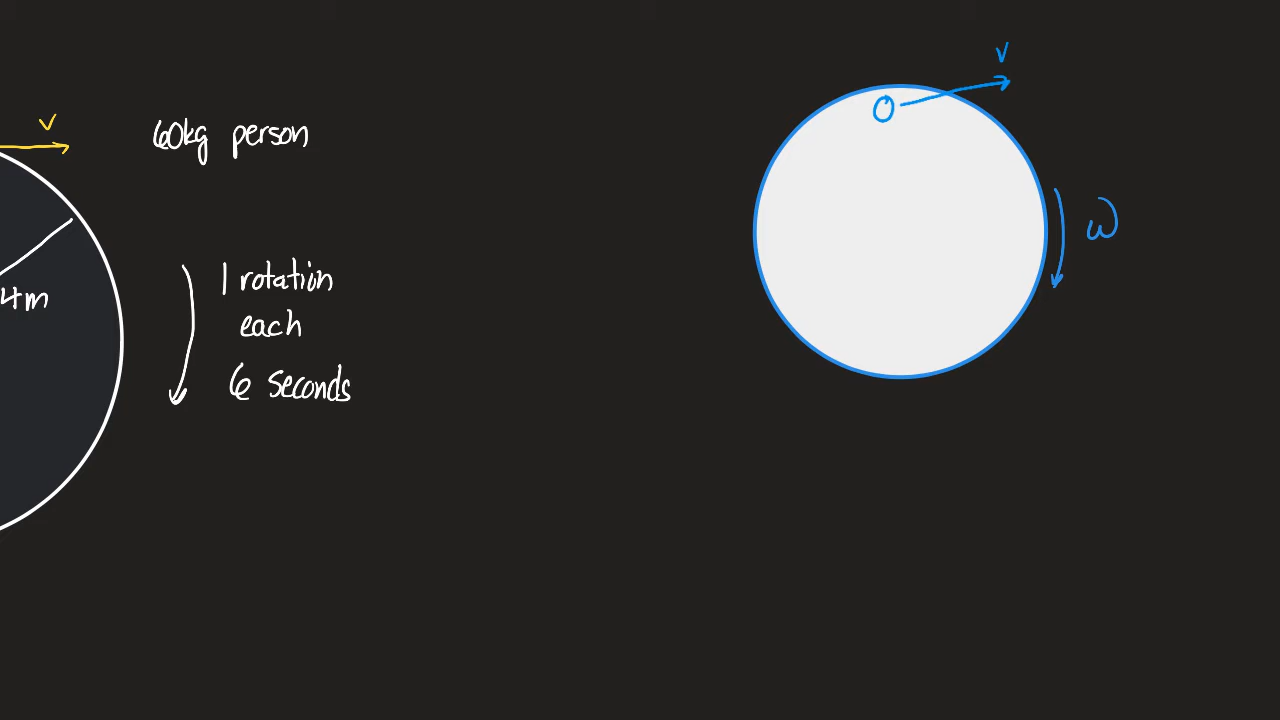 v
60kg person
4m
1 rotation
each
6 seconds
v
O
ω